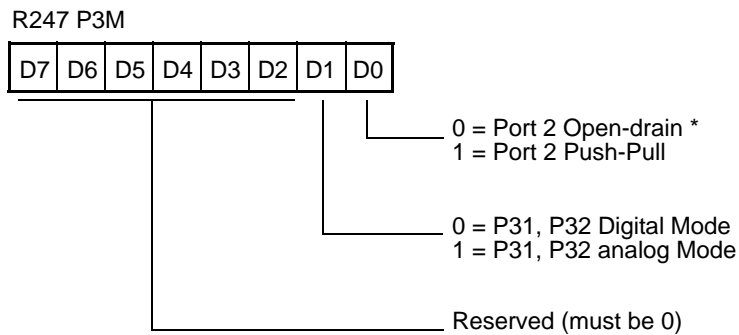 R247 P3M
D7 D6 D5 D4 D3 D2 D1 D0
0 = Port 2 Open-drain *
1 = Port 2 Push-Pull
0 = P31, P32 Digital Mode
1 = P31, P32 analog Mode
Reserved (must be 0)